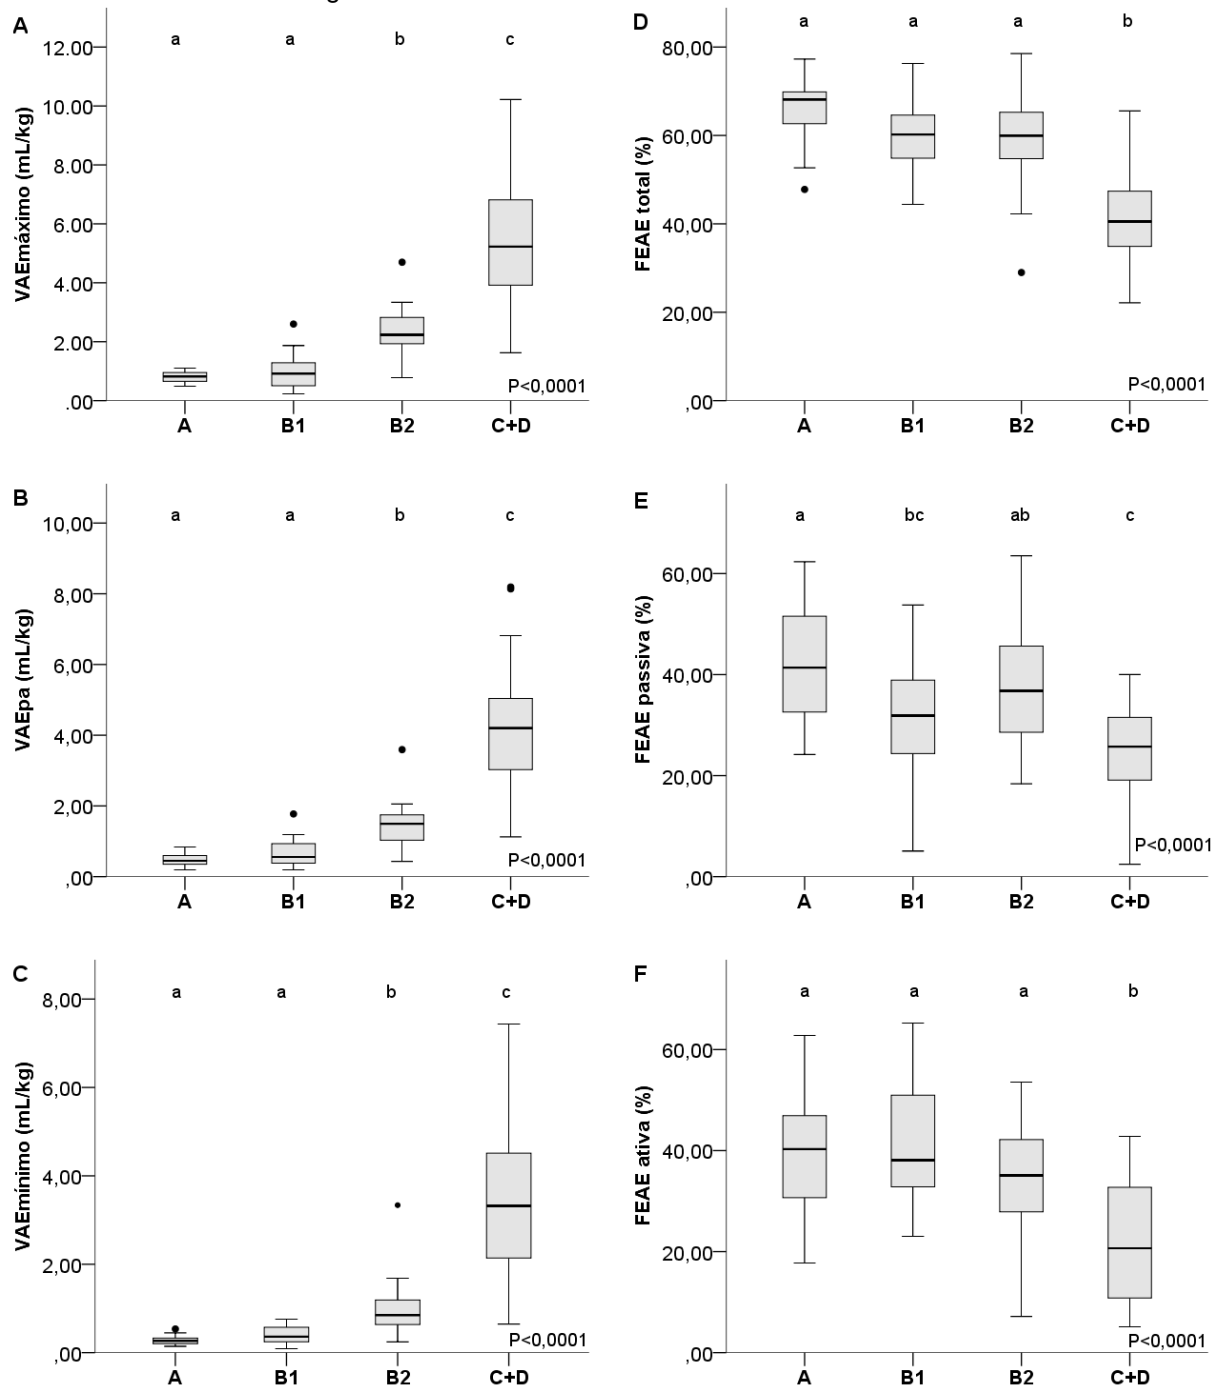 g
A
a a b c
VAEmáximo (mL/kg)
12.00
10.00
8.00
6.00
4.00
2.00
.00
P<0,0001
A B1 B2 C+D
D
a a a b
FEAE total (%)
80,00
60,00
40,00
20,00
,00
P<0,0001
A B1 B2 C+D
B
a a b c
VAEpa (mL/kg)
10,00
8,00
6,00
4,00
2,00
,00
P<0,0001
A B1 B2 C+D
E
a bc ab c
FEAE passiva (%)
60,00
40,00
20,00
,00
P<0,0001
A B1 B2 C+D
C
a a b c
VAEmínimo (mL/kg)
8,00
6,00
4,00
2,00
,00
P<0,0001
A B1 B2 C+D
F
a a a b
FEAE ativa (%)
60,00
40,00
20,00
,00
P<0,0001
A B1 B2 C+D